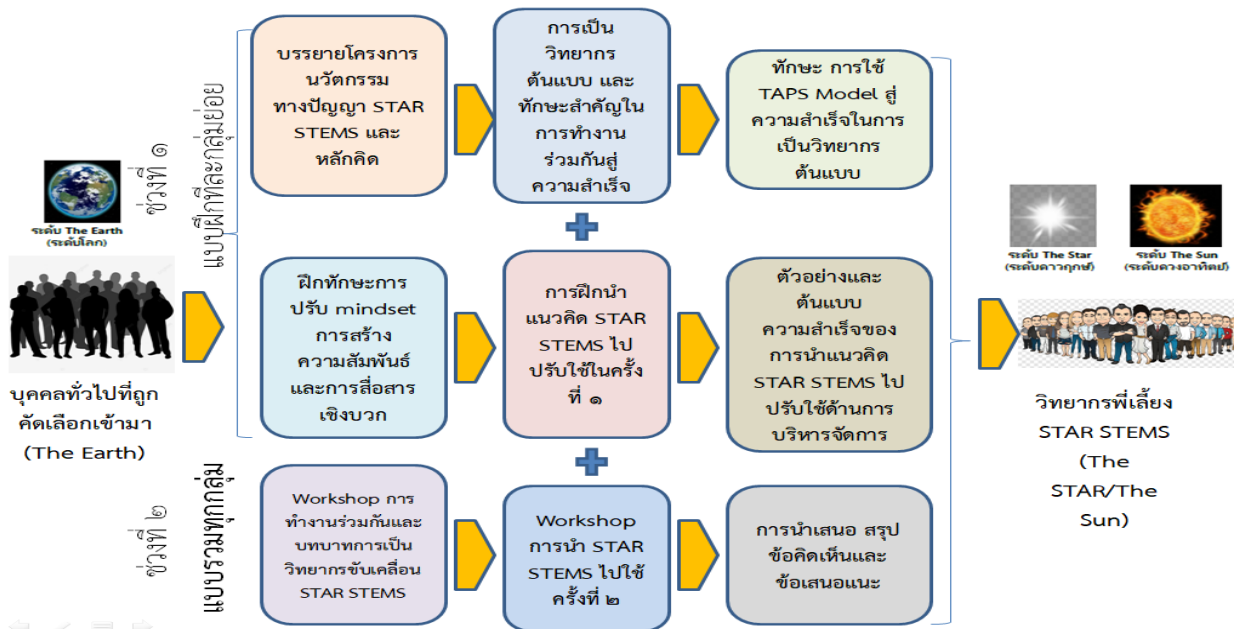 ช่วงที่ ๑
แบบฝึกทีละกลุ่มย่อย
บรรยายโครงการ
นวัตกรรม
ทางปัญญา STAR
STEMS และ
หลักคิด
การเป็น
วิทยากร
ต้นแบบ และ
ทักษะสำคัญใน
การทำงาน
ร่วมกันสู่
ความสำเร็จ
ทักษะ การใช้
TAPS Model สู่
ความสำเร็จในการ
เป็นวิทยากร
ต้นแบบ
ระดับ The Earth
(ระดับโลก)
บุคคลทั่วไปที่ถูก
คัดเลือกเข้ามา
(The Earth)
ฝึกทักษะการ
ปรับ mindset
การสร้าง
ความสัมพันธ์
และการสื่อสาร
เชิงบวก
การฝึกนำ
แนวคิด STAR
STEMS ไป
ปรับใช้ในครั้ง
ที่ ๑
ตัวอย่างและ
ต้นแบบ
ความสำเร็จของ
การนำแนวคิด
STAR STEMS ไป
ปรับใช้ด้านการ
บริหารจัดการ
ช่วงที่ ๒
แบบรวมทุกกลุ่ม
Workshop การ
ทำงานร่วมกันและ
บทบาทการเป็น
วิทยากรขับเคลื่อน
STAR STEMS
Workshop
การนำ STAR
STEMS ไปใช้
ครั้งที่ ๒
การนำเสนอ สรุป
ข้อคิดเห็นและ
ข้อเสนอแนะ
ระดับ The Star
(ระดับดาวฤกษ์)
ระดับ The Sun
(ระดับดวงอาทิตย์)
วิทยากรพี่เลี้ยง
STAR STEMS
(The
STAR/The
Sun)